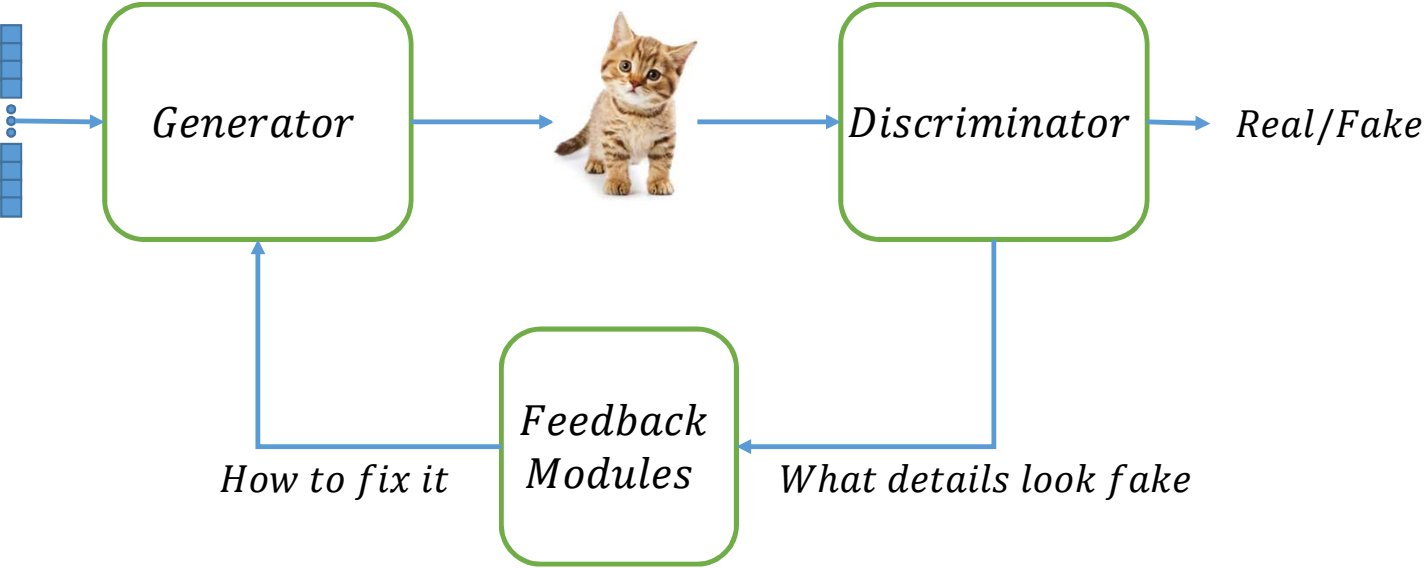 Generator
Discriminator
Real/Fake
Feedback
Modules
How to fix it
What details look fake